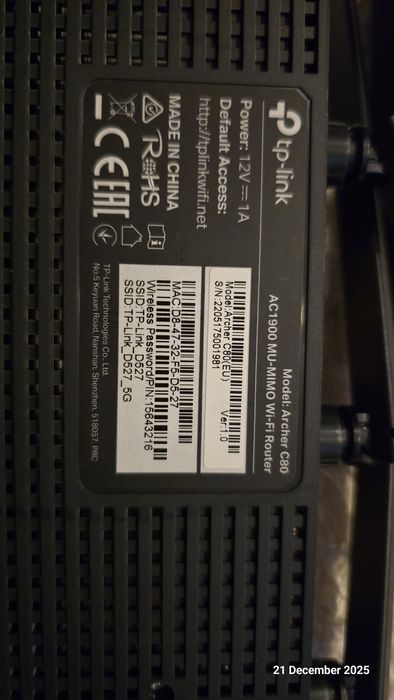 tp-link
Model: Archer C80
AC1900 MU-MIMO Wi-Fi Router
Power: 12V⎓1A
Default Access:
http://tplinkwifi.net
Model:Archer C80(EU) Ver:1.0
S/N:2205175001981
MAC:D8-47-32-F5-D5-27
Wireless Password/PIN:15643216
SSID:TP-Link_D527
SSID:TP-Link_D527_5G
MADE IN CHINA
RoHS
CE EAC
TP-Link Technologies Co., Ltd.
No.5 Keyuan Road, Nanshan, Shenzhen, 518057, PRC
21 December 2025